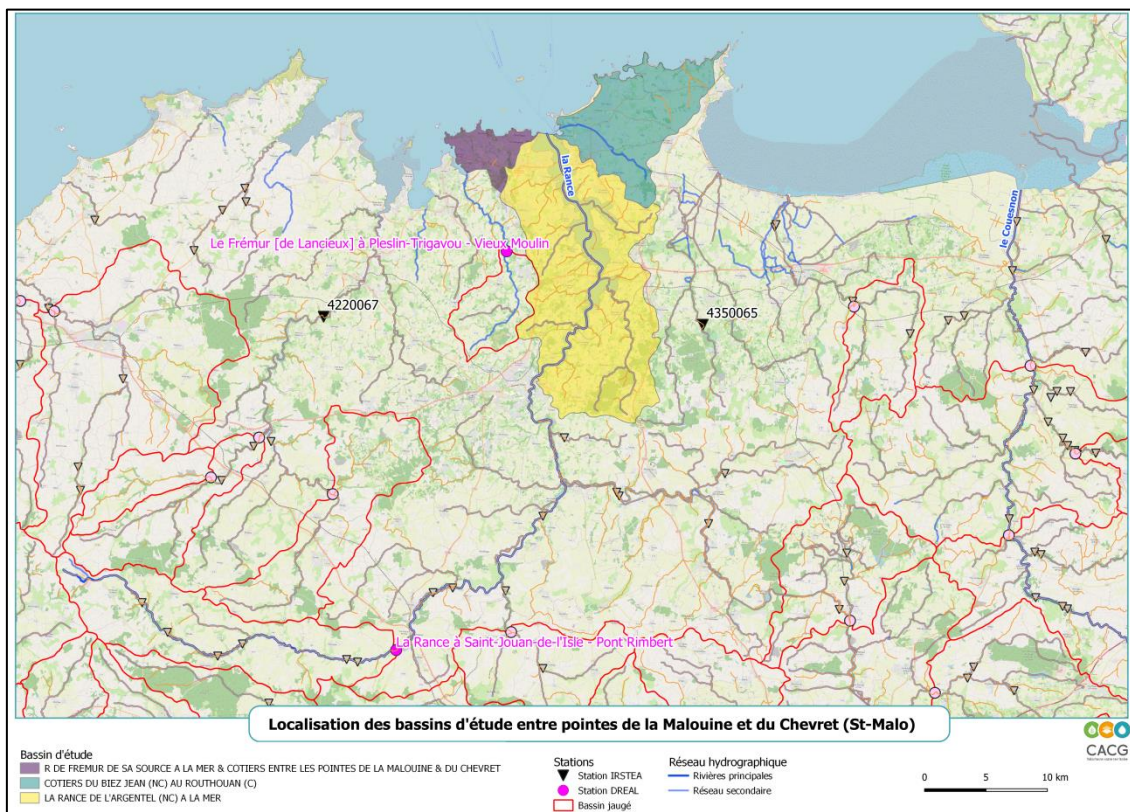 la Rance
le Couesnon
Le Frémur [de Lancieux] à Pleslin-Trigavou - Vieux Moulin
4220067
4350065
La Rance à Saint-Jouan-de-l'Isle - Pont Rimbert
Localisation des bassins d'étude entre pointes de la Malouine et du Chevret (St-Malo)
Bassin d'étude
R DE FREMUR DE SA SOURCE A LA MER & COTIERS ENTRE LES POINTES DE LA MALOUINE & DU CHEVRET
COTIERS DU BIEZ JEAN (NC) AU ROUTHOUAN (C)
LA RANCE DE L'ARGENTEL (NC) A LA MER
Stations
Station IRSTEA
Station DREAL
Bassin jaugé
Réseau hydrographique
Rivières principales
Réseau secondaire
0 5 10 km
CACG